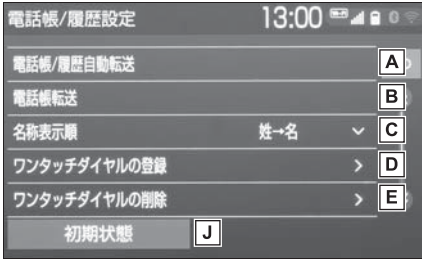 電話帳/履歴設定 13:00
電話帳/履歴自動転送 A
電話帳転送 B
名称表示順 姓→名 C
ワンタッチダイヤルの登録 D
ワンタッチダイヤルの削除 E
初期状態 J